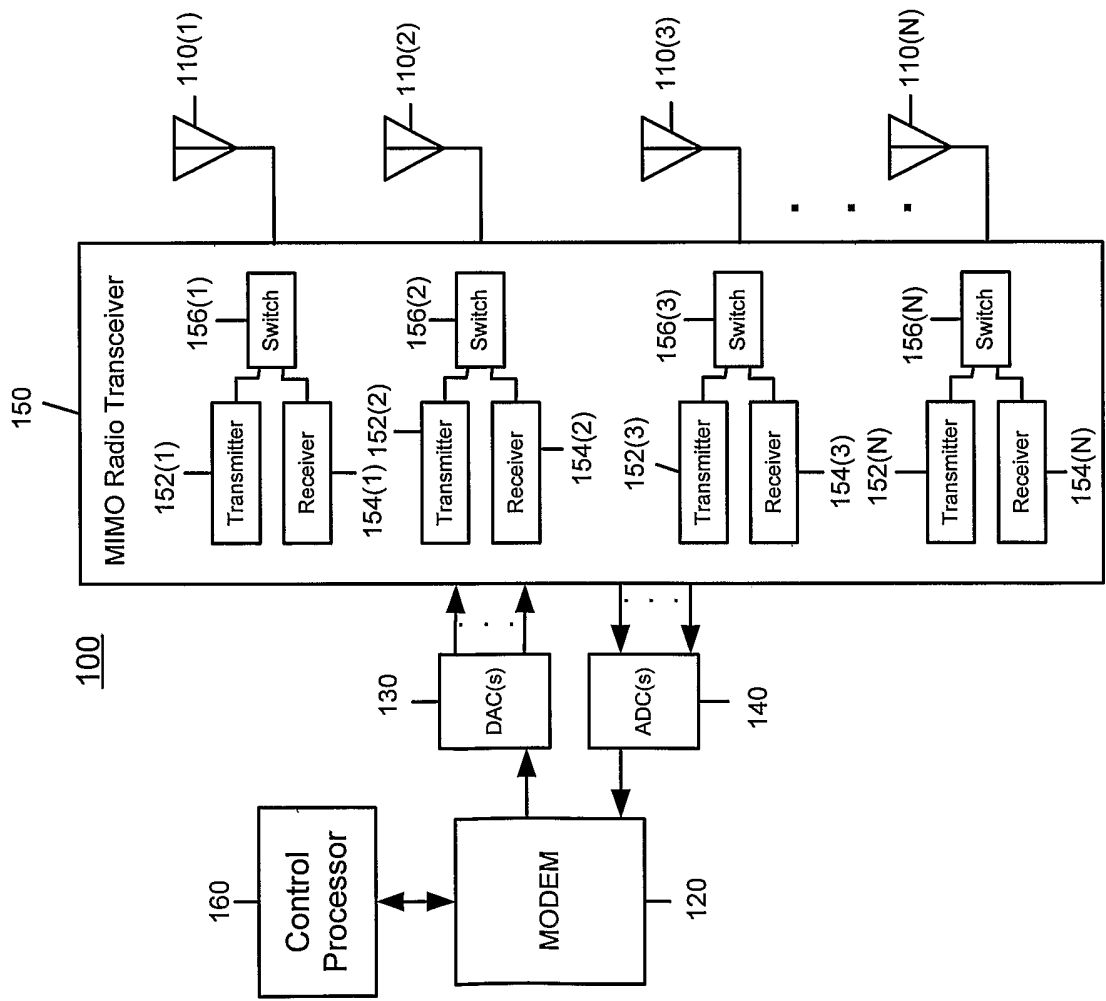 100
150
MIMO Radio Transceiver
152(1)
Transmitter
Receiver
154(1)
156(1)
Switch
110(1)
152(2)
Transmitter
Receiver
154(2)
156(2)
Switch
110(2)
152(3)
Transmitter
Receiver
154(3)
156(3)
Switch
110(3)
. . .
152(N)
Transmitter
Receiver
154(N)
156(N)
Switch
110(N)
160
Control
Processor
MODEM
120
130
DAC(s)
. . .
ADC(s)
140
. . .